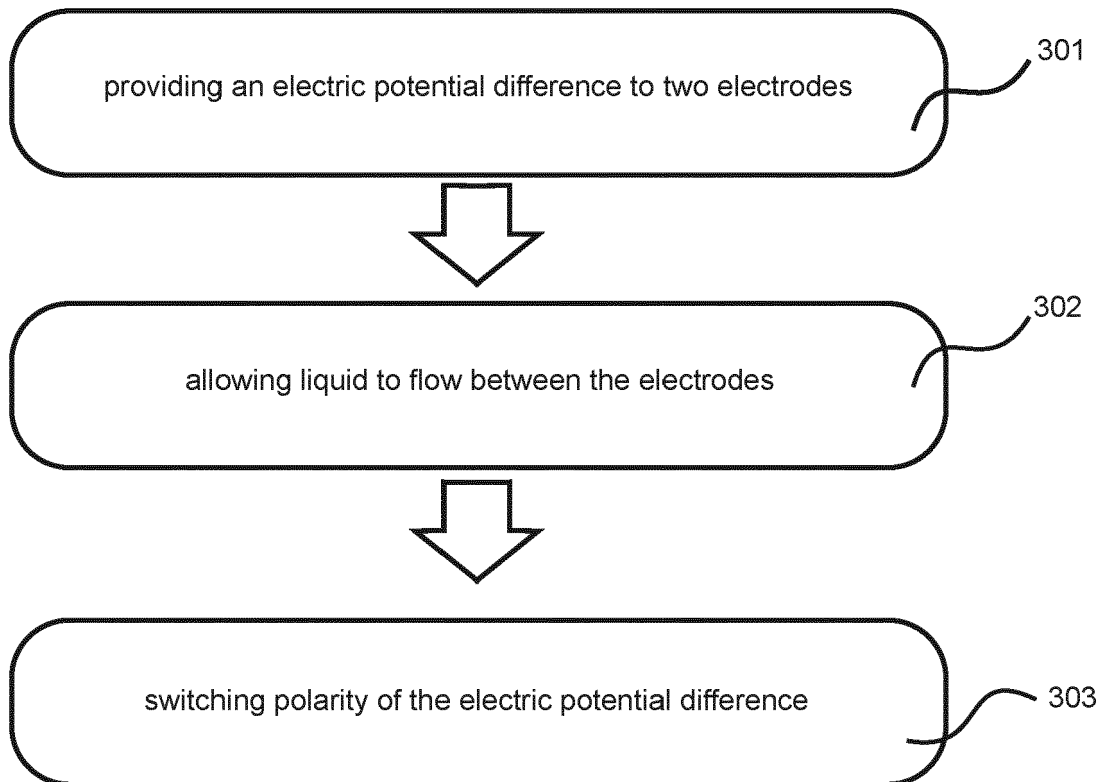 providing an electric potential difference to two electrodes
301
allowing liquid to flow between the electrodes
302
switching polarity of the electric potential difference
303